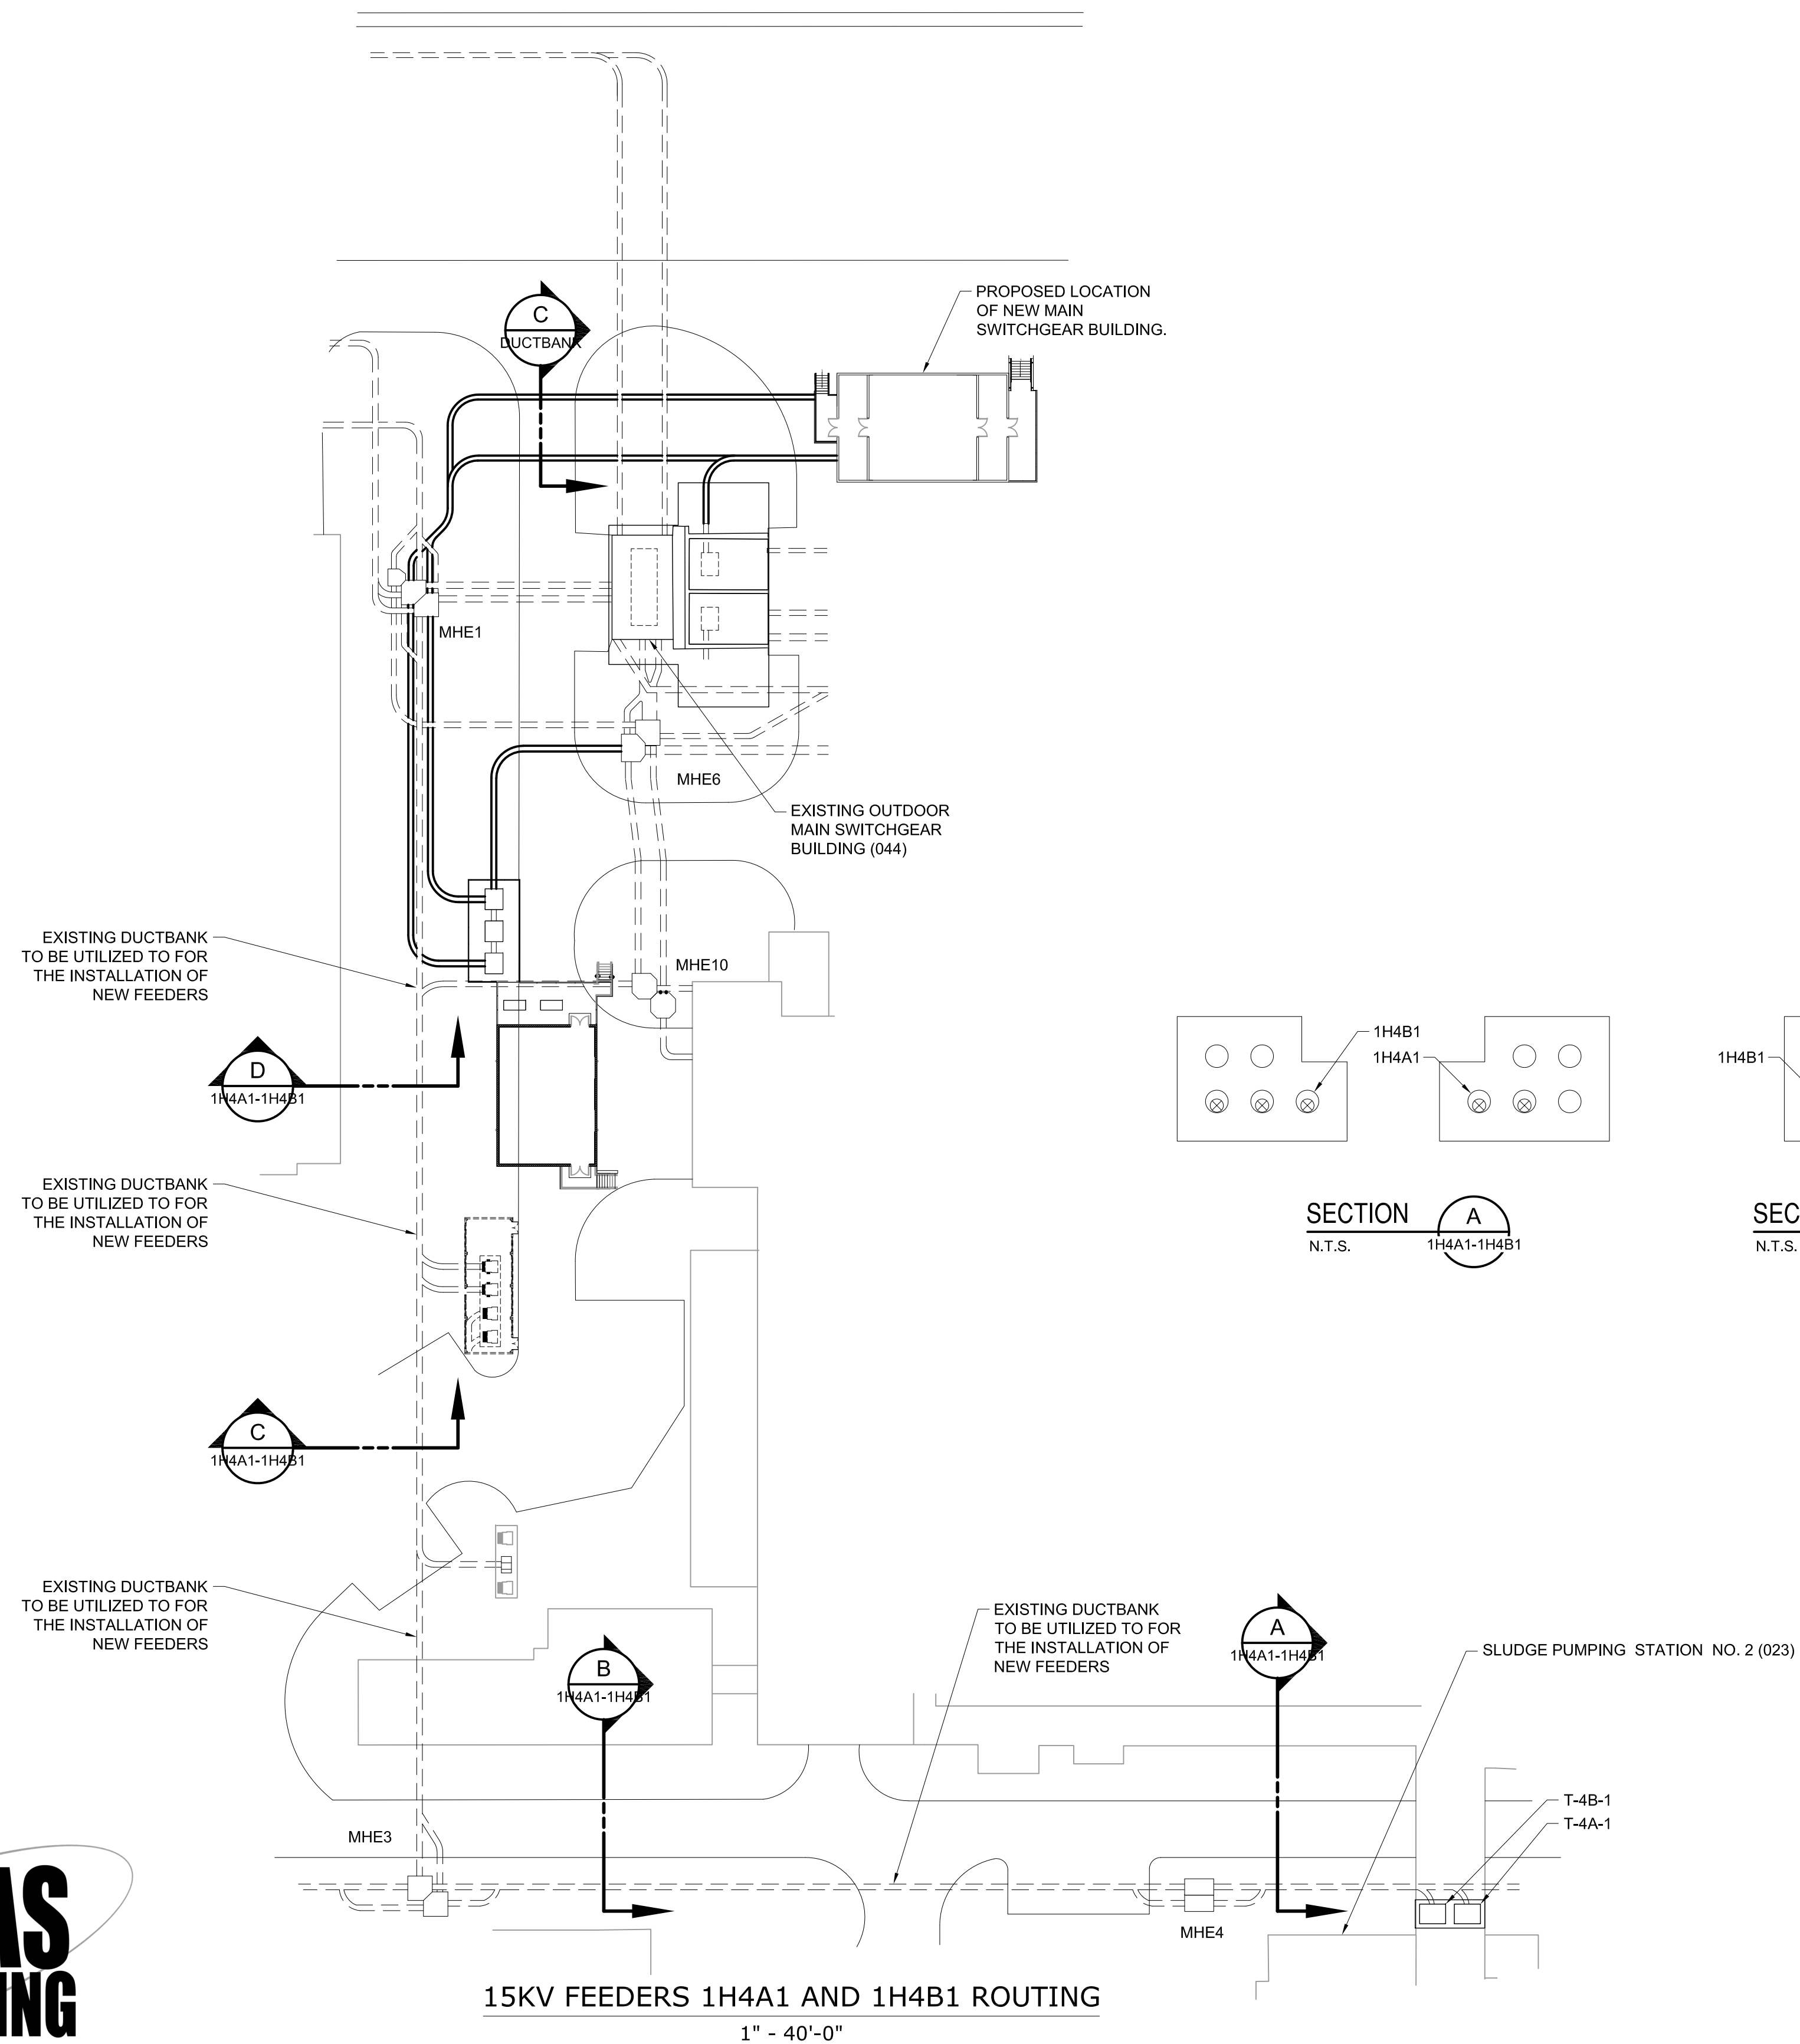 PROPOSED LOCATION
OF NEW MAIN
SWITCHGEAR BUILDING.
C
DUCTBANK
MHE1
MHE6
EXISTING OUTDOOR
MAIN SWITCHGEAR
BUILDING (044)
EXISTING DUCTBANK
TO BE UTILIZED TO FOR
THE INSTALLATION OF
NEW FEEDERS
MHE10
D
1H4A1-1H4B1
1H4B1
1H4A1
1H4B1
SECTION
A
N.T.S.
1H4A1-1H4B1
SEC
N.T.S.
EXISTING DUCTBANK
TO BE UTILIZED TO FOR
THE INSTALLATION OF
NEW FEEDERS
C
1H4A1-1H4B1
EXISTING DUCTBANK
TO BE UTILIZED TO FOR
THE INSTALLATION OF
NEW FEEDERS
B
1H4A1-1H4B1
EXISTING DUCTBANK
TO BE UTILIZED TO FOR
THE INSTALLATION OF
NEW FEEDERS
A
1H4A1-1H4B1
SLUDGE PUMPING STATION NO. 2 (023)
T-4B-1
T-4A-1
MHE3
MHE4
AS
ING
15KV FEEDERS 1H4A1 AND 1H4B1 ROUTING
1" - 40'-0"